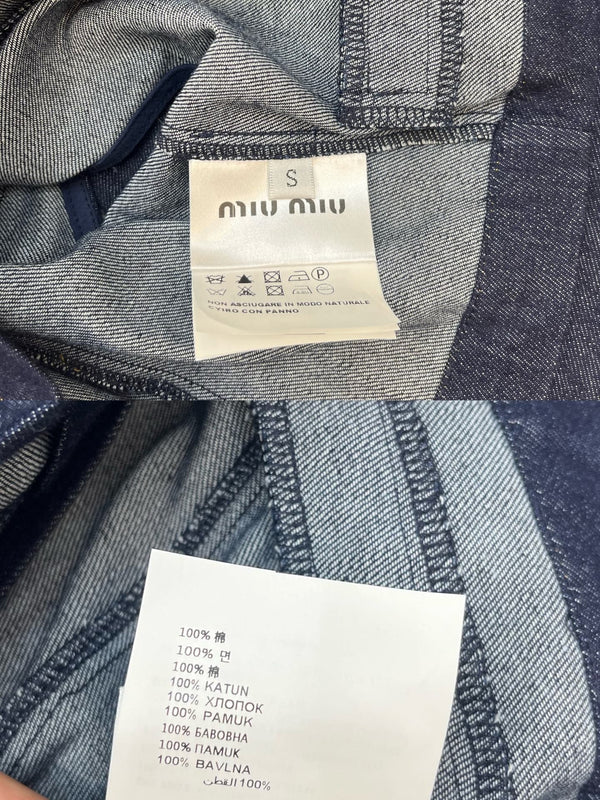 S
miu miu
P
NON ASCIUGARE IN MODO NATURALE
CYIRO CON PANNO
100% 棉
100% 면
100% 棉
100% KATUN
100% ХЛОПОК
100% PAMUK
100% БАВОВНА
100% ПАМUK
100% BAVLNA
100% القطن